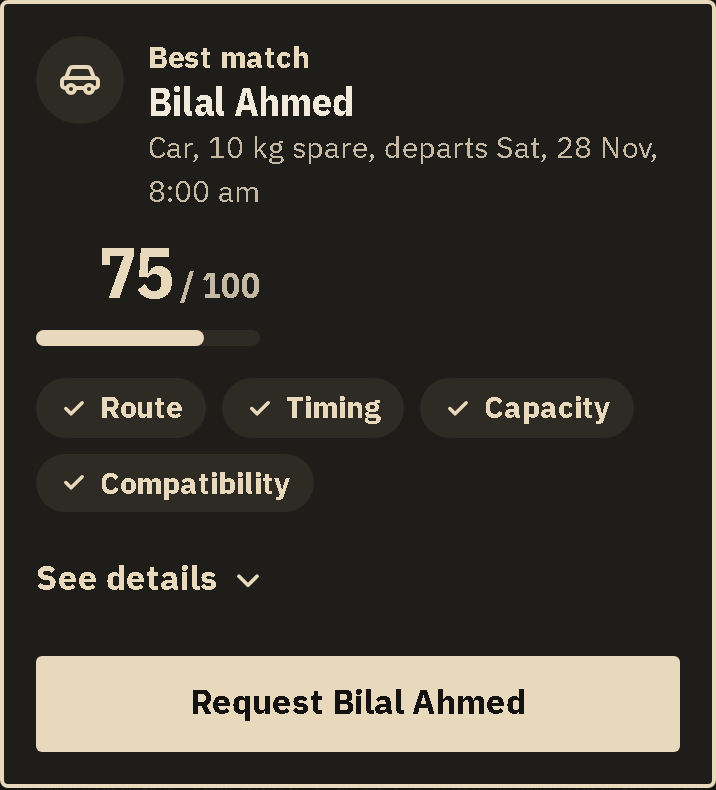 Best match
Bilal Ahmed
Car, 10 kg spare, departs Sat, 28 Nov,
8:00 am
75 / 100
Route
Timing
Capacity
Compatibility
See details
Request Bilal Ahmed